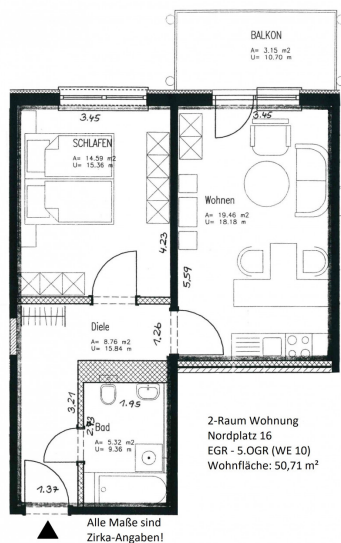 BALKON
A= 3.15 m2
U= 10.70 m
3.45
3.45
SCHLAFEN
A= 14.59 m2
U= 15.36 m
Wohnen
A= 19.46 m2
U= 18.18 m
4.23
5,59
Diele
A= 8.76 m2
U= 15.84 m
1.26
3,21
1.95
2.73
Bad
A= 5.32 m2
U= 9.36 m
1.37
2-Raum Wohnung
Nordplatz 16
EGR - 5.OGR (WE 10)
Wohnfläche: 50,71 m²
Alle Maße sind
Zirka-Angaben!